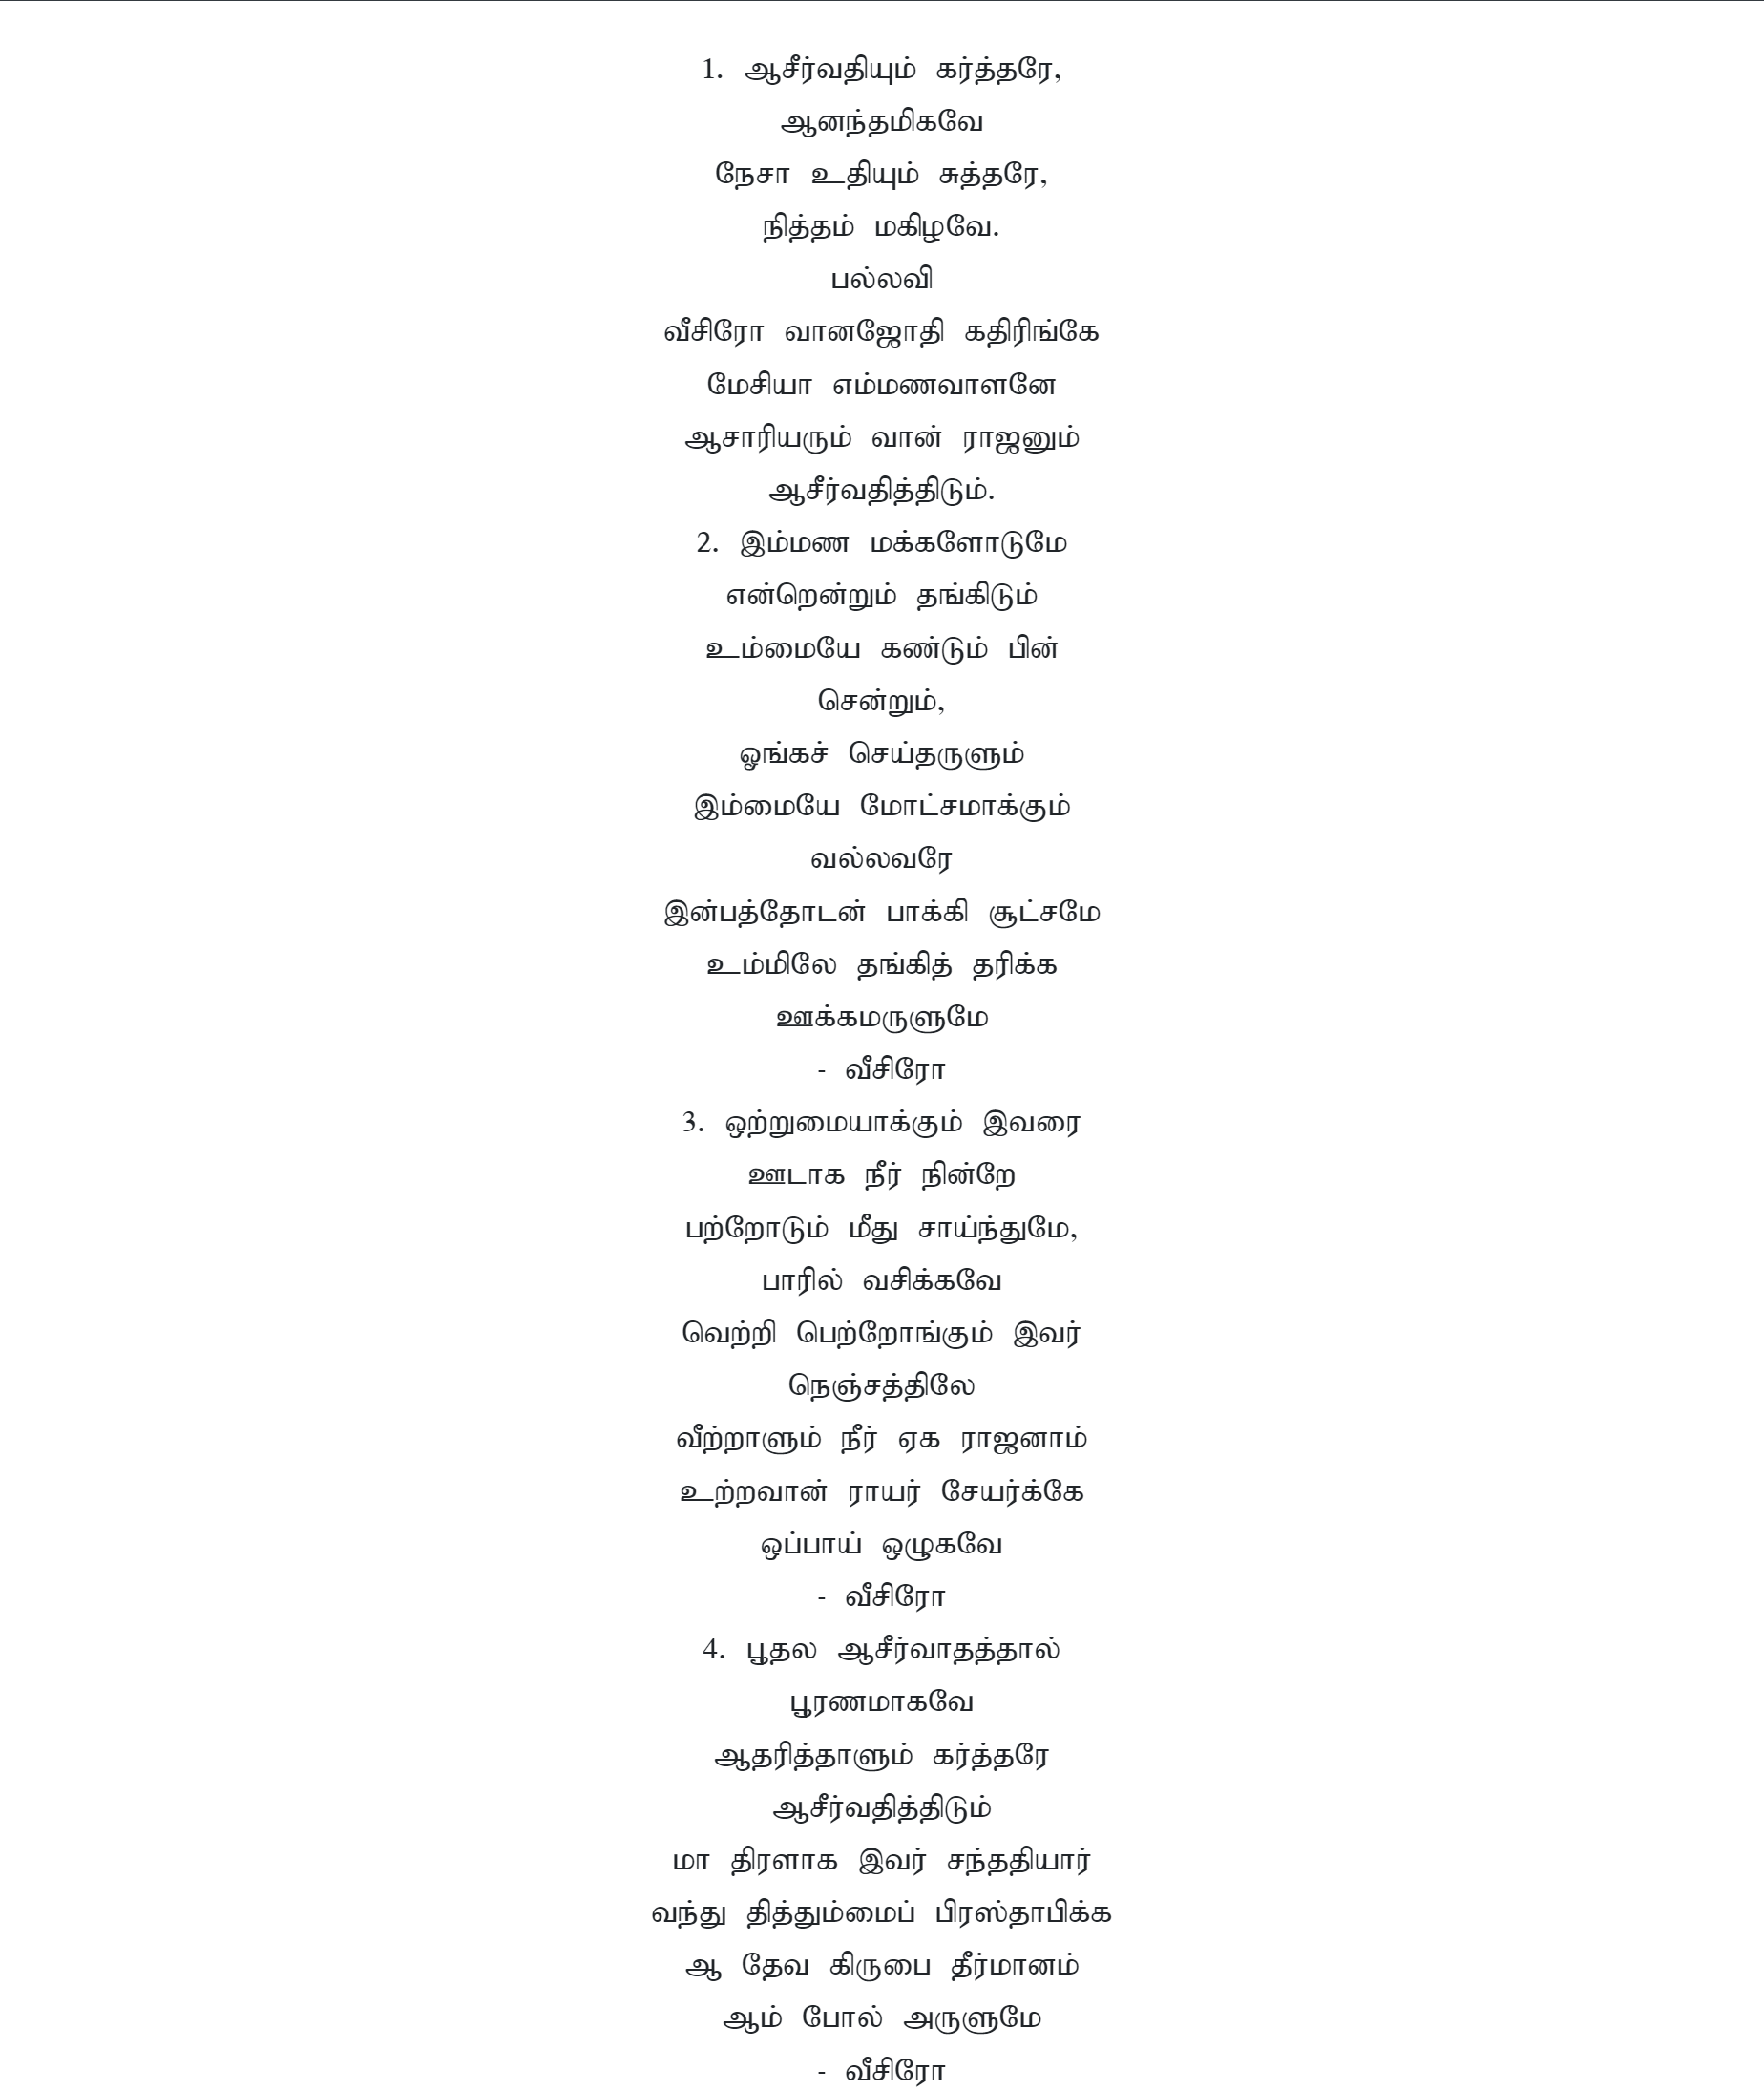 1. ஆசீர்வதியும் கர்த்தரே,
ஆனந்தமிகவே
நேசா உதியும் சுத்தரே,
நித்தம் மகிழவே.
பல்லவி
வீசிரோ வானஜோதி கதிரிங்கே
மேசியா எம்மணவாளனே
ஆசாரியரும் வான் ராஜனும்
ஆசீர்வதித்திடும்.
2. இம்மண மக்களோடுமே
என்றென்றும் தங்கிடும்
உம்மையே கண்டும் பின்
சென்றும்,
ஓங்கச் செய்தருளும்
இம்மையே மோட்சமாக்கும்
வல்லவரே
இன்பத்தோடன் பாக்கி சூட்சமே
உம்மிலே தங்கித் தரிக்க
ஊக்கமருளுமே
- வீசிரோ
3. ஒற்றுமையாக்கும் இவரை
ஊடாக நீர் நின்றே
பற்றோடும் மீது சாய்ந்துமே,
பாரில் வசிக்கவே
வெற்றி பெற்றோங்கும் இவர்
நெஞ்சத்திலே
வீற்றாளும் நீர் ஏக ராஜனாம்
உற்றவான் ராயர் சேயர்க்கே
ஒப்பாய் ஒழுகவே
- வீசிரோ
4. பூதல ஆசீர்வாதத்தால்
பூரணமாகவே
ஆதரித்தாளும் கர்த்தரே
ஆசீர்வதித்திடும்
மா திரளாக இவர் சந்ததியார்
வந்து தித்தும்மைப் பிரஸ்தாபிக்க
ஆ தேவ கிருபை தீர்மானம்
ஆம் போல் அருளுமே
- வீசிரோ